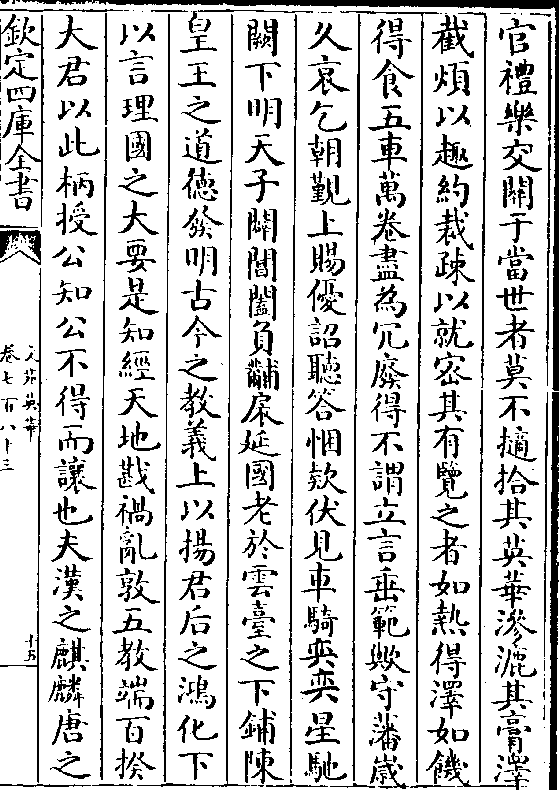 官禮樂交關于當世者莫不擿拾其英華滲漉其膏澤
截煩以趣約裁疎以就密其有覽之者如熱得濯如饑
得食五車萬卷盡為冗廢得不謂立言垂範歟守藩歲
久哀乞朝覲上賜優詔聽答悃欵伏見車騎奕奕星馳
闕下明天子闢閶闔負黼扆延國老於雲臺之下鋪陳
皇王之道德發明古今之教義上以揚君后之鴻化下
以言理國之大要是知經天地戡禍亂敦五教端百揆
大君以此柄授公知公不得而讓也夫漢之麒麟唐之
欽定四庫全書
文苑英華
卷七百八十三
十五